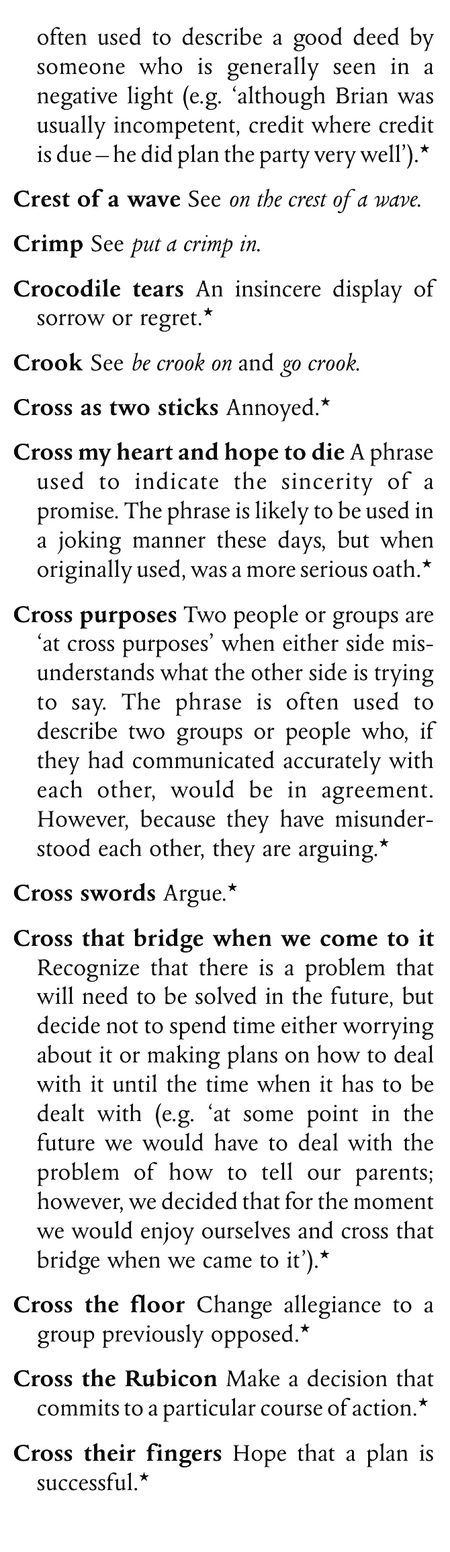 often used to describe a good deed by
someone who is generally seen in a
negative light (e.g. ‘although Brian was
usually incompetent, credit where credit
is due – he did plan the party very well’).★
Crest of a wave See on the crest of a wave.
Crimp See put a crimp in.
Crocodile tears An insincere display of
sorrow or regret.★
Crook See be crook on and go crook.
Cross as two sticks Annoyed.★
Cross my heart and hope to die A phrase
used to indicate the sincerity of a
promise. The phrase is likely to be used in
a joking manner these days, but when
originally used, was a more serious oath.★
Cross purposes Two people or groups are
‘at cross purposes’ when either side mis-
understands what the other side is trying
to say. The phrase is often used to
describe two groups or people who, if
they had communicated accurately with
each other, would be in agreement.
However, because they have misunder-
stood each other, they are arguing.★
Cross swords Argue.★
Cross that bridge when we come to it
Recognize that there is a problem that
will need to be solved in the future, but
decide not to spend time either worrying
about it or making plans on how to deal
with it until the time when it has to be
dealt with (e.g. ‘at some point in the
future we would have to deal with the
problem of how to tell our parents;
however, we decided that for the moment
we would enjoy ourselves and cross that
bridge when we came to it’).★
Cross the floor Change allegiance to a
group previously opposed.★
Cross the Rubicon Make a decision that
commits to a particular course of action.★
Cross their fingers Hope that a plan is
successful.★